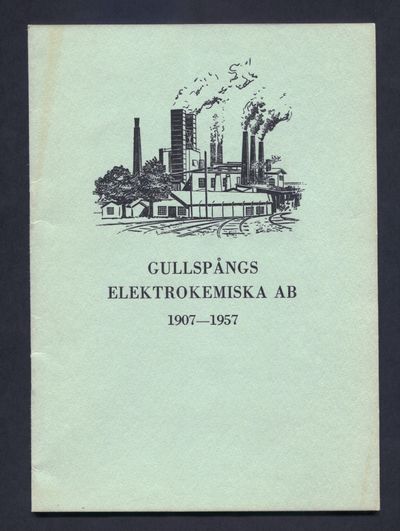 GULLSPÅNGS
ELEKTROKEMISKA AB
1907—1957